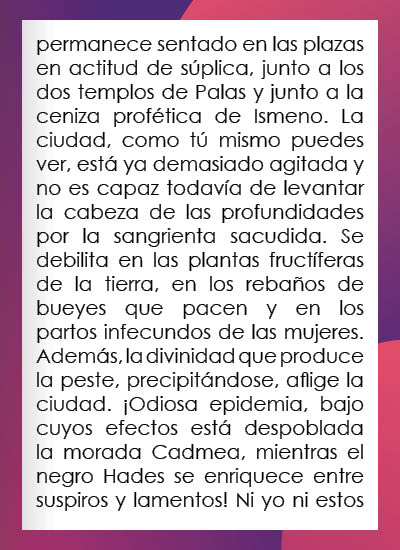 permanece sentado en las plazas
en actitud de súplica, junto a los
dos templos de Palas y junto a la
ceniza profética de Ismeno. La
ciudad, como tú mismo puedes
ver, está ya demasiado agitada y
no es capaz todavía de levantar
la cabeza de las profundidades
por la sangrienta sacudida. Se
debilita en las plantas fructíferas
de la tierra, en los rebaños de
bueyes que pacen y en los
partos infecundos de las mujeres.
Además, la divinidad que produce
la peste, precipitándose, aflige la
ciudad. ¡Odiosa epidemia, bajo
cuyos efectos está despoblada
la morada Cadmea, mientras el
negro Hades se enriquece entre
suspiros y lamentos! Ni yo ni estos